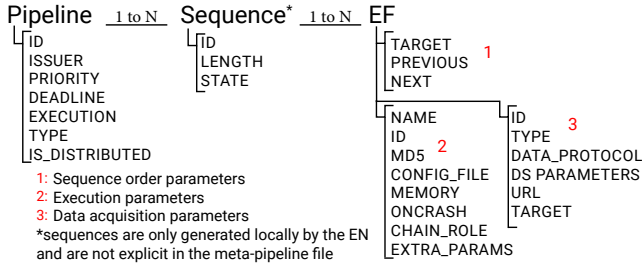 Pipeline 1 to N Sequence* 1 to N EF
ID
ISSUER
PRIORITY
DEADLINE
EXECUTION
TYPE
IS_DISTRIBUTED
ID
LENGTH
STATE
TARGET
PREVIOUS
NEXT
1
NAME
ID
MD5
CONFIG_FILE
MEMORY
ONCRASH
CHAIN_ROLE
EXTRA_PARAMS
2
ID
TYPE
DATA_PROTOCOL
DS PARAMETERS
URL
TARGET
3
1: Sequence order parameters
2: Execution parameters
3: Data acquisition parameters
*sequences are only generated locally by the EN
and are not explicit in the meta-pipeline file